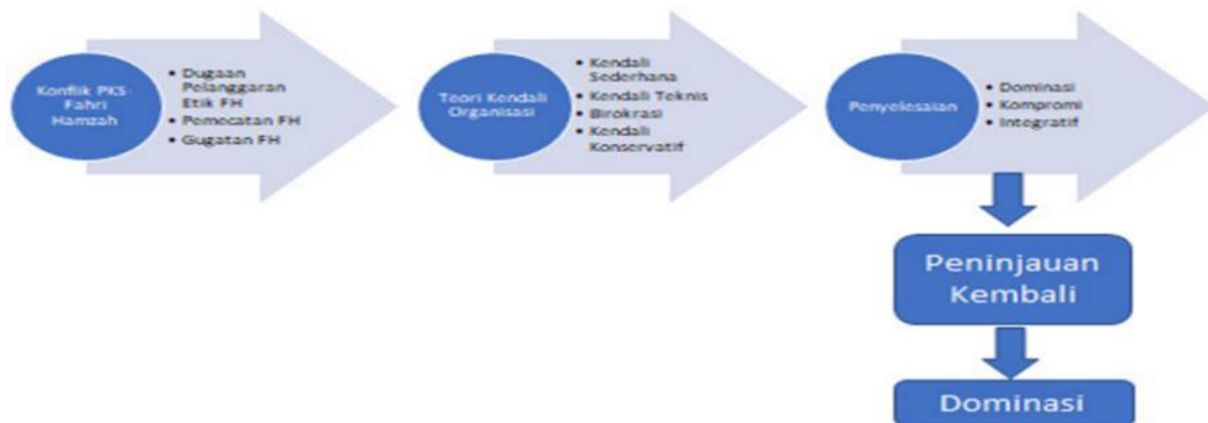 Konflik PKS-
Fahri
Hamzah
• Dugaan
Pelanggaran
Etik FH
• Pemecatan FH
• Gugatan FH
Teori Kendali
Organisasi
• Kendali
Sederhana
• Kendali Teknis
• Birokrasi
• Kendali
Konservatif
Penyelesaian
• Dominasi
• Kompromi
• Integratif
Peninjauan
Kembali
Dominasi